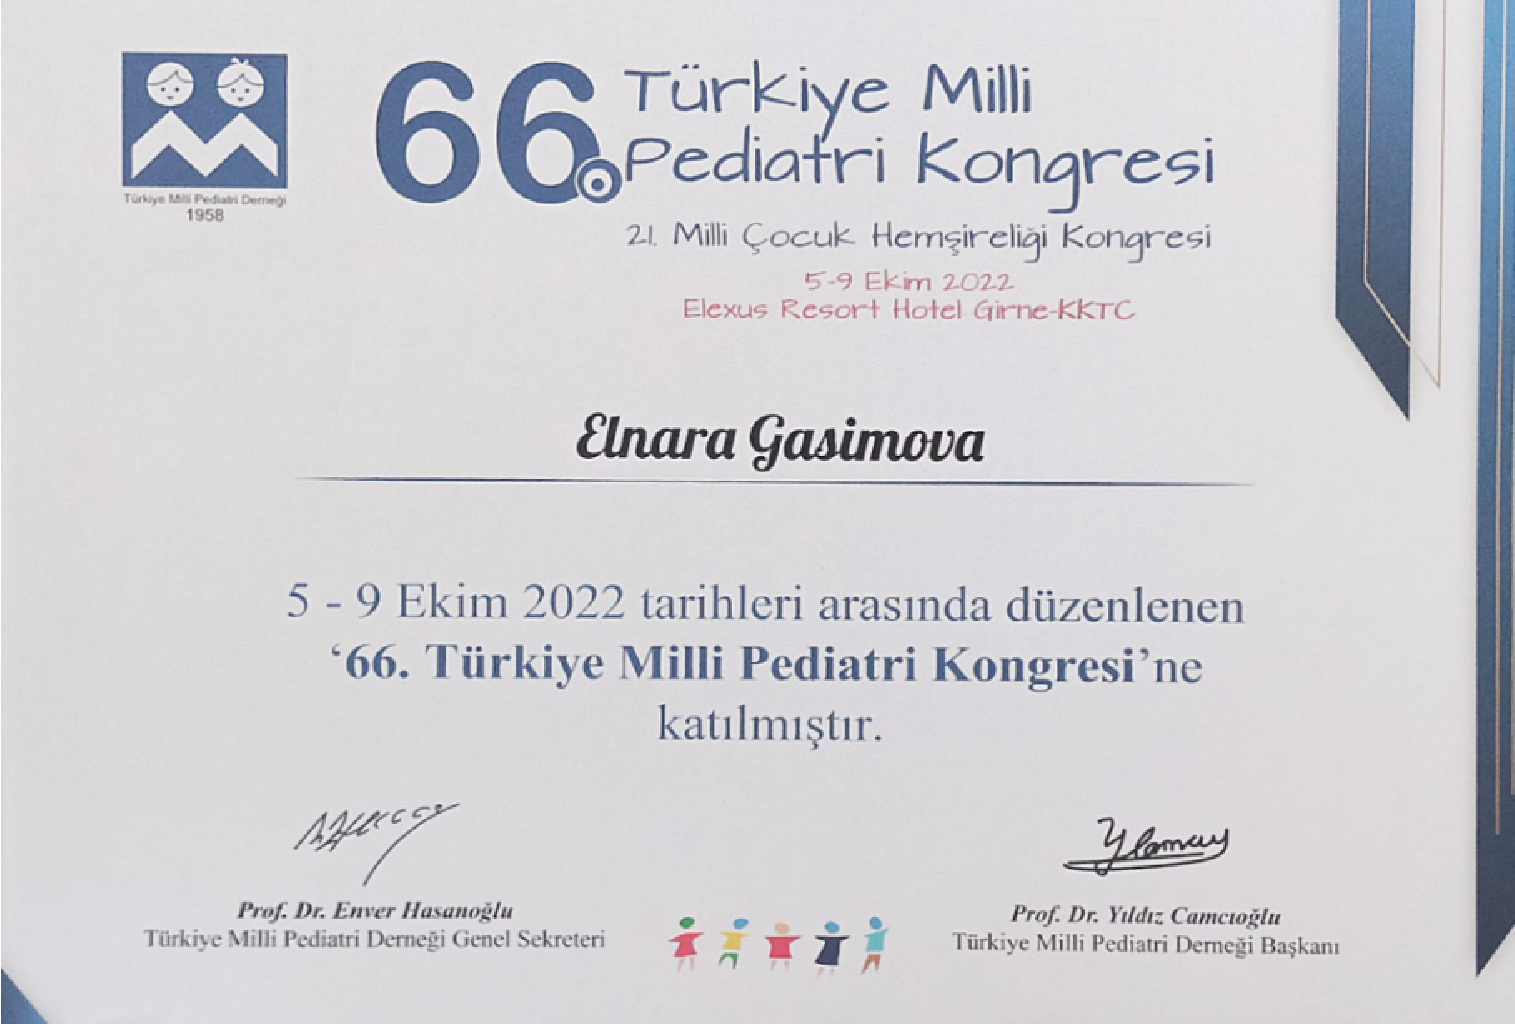 Türkiye Milli Pediatri Derneği
1958
66. Türkiye Milli
Pediatri Kongresi
21. Milli Çocuk Hemşireliği Kongresi
5-9 Ekim 2022
Elexus Resort Hotel Girne-KKTC
Elnara Gasimova
5 - 9 Ekim 2022 tarihleri arasında düzenlenen
‘66. Türkiye Milli Pediatri Kongresi’ne
katılmıştır.
Prof. Dr. Enver Hasanoğlu
Türkiye Milli Pediatri Derneği Genel Sekreteri
Prof. Dr. Yıldız Camcıoğlu
Türkiye Milli Pediatri Derneği Başkanı